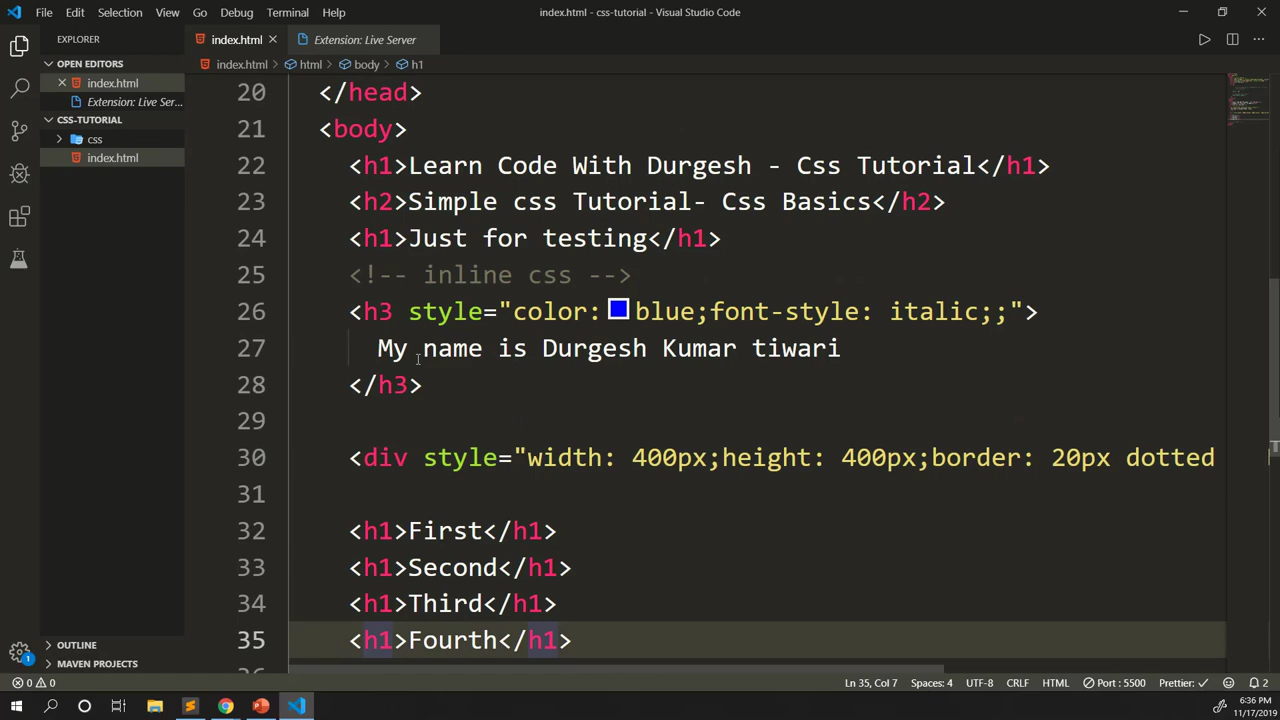 File Edit Selection View Go Debug Terminal Help
index.html - css-tutorial - Visual Studio Code
EXPLORER
index.html
Extension: Live Server
OPEN EDITORS
index.html
Extension: Live Ser...
CSS-TUTORIAL
css
index.html
OUTLINE
MAVEN PROJECTS
index.html > html > body > h1
20 </head>
21 <body>
22 <h1>Learn Code With Durgesh - Css Tutorial</h1>
23 <h2>Simple css Tutorial- Css Basics</h2>
24 <h1>Just for testing</h1>
25 <!-- inline css -->
26 <h3 style="color: blue;font-style: italic;;">
27 My name is Durgesh Kumar tiwari
28 </h3>
29
30 <div style="width: 400px;height: 400px;border: 20px dotted
31
32 <h1>First</h1>
33 <h1>Second</h1>
34 <h1>Third</h1>
35 <h1>Fourth</h1>
1
0 0
Ln 35, Col 7 Spaces: 4 UTF-8 CRLF HTML Port : 5500 Prettier: ✓ 2
6:36 PM
11/17/2019